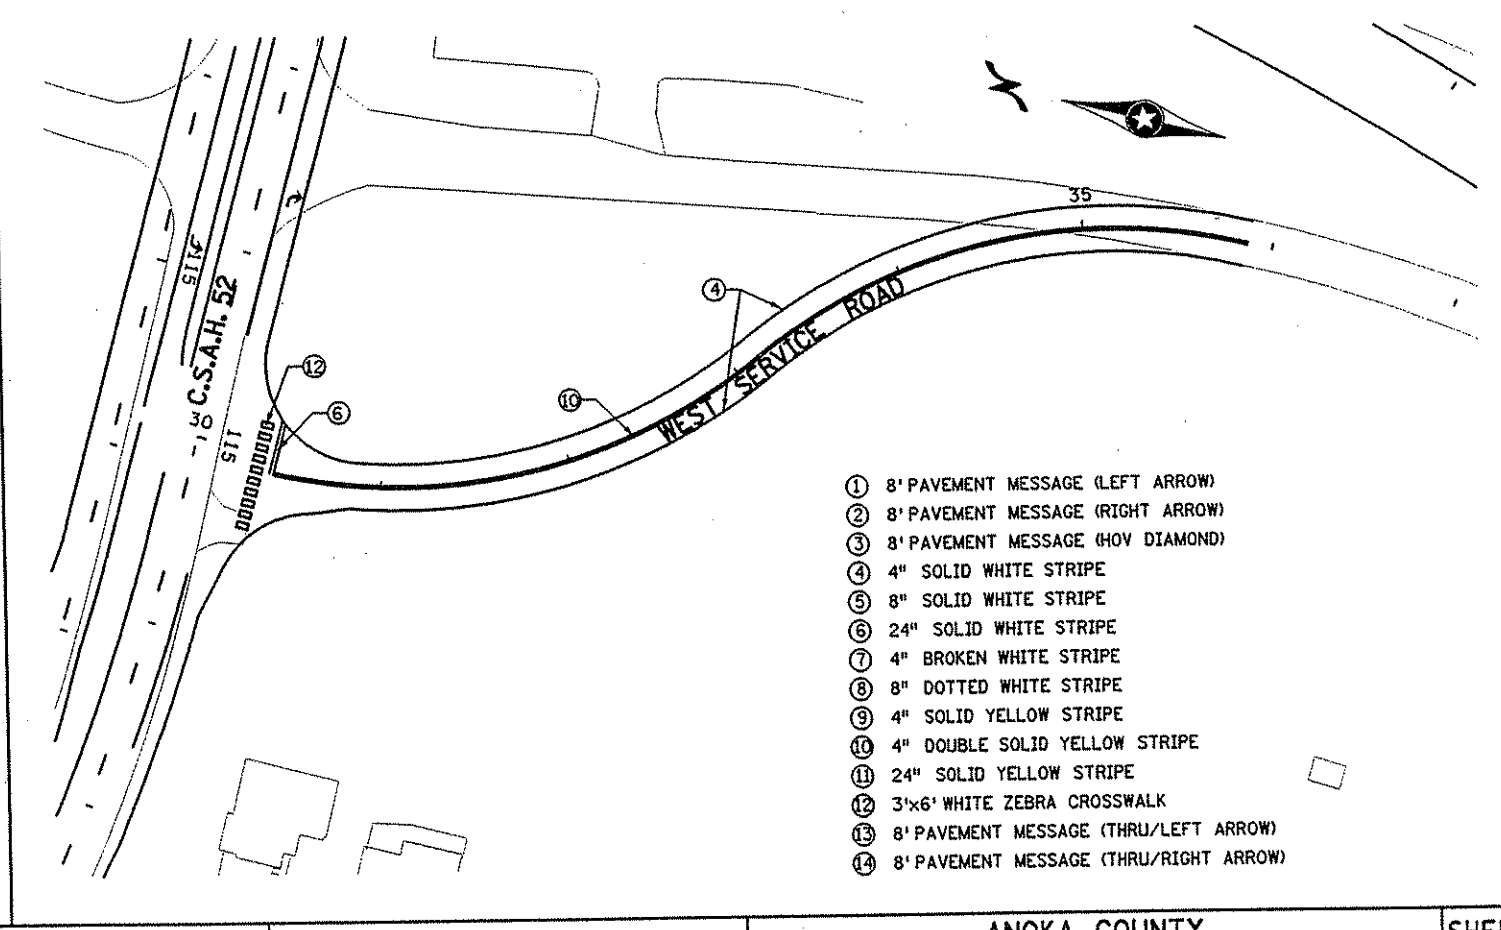 35
4
115
C.S.A.H. 52
12
10
6
30
115
WEST SERVICE ROAD
1 8' PAVEMENT MESSAGE (LEFT ARROW)
2 8' PAVEMENT MESSAGE (RIGHT ARROW)
3 8' PAVEMENT MESSAGE (HOV DIAMOND)
4 4" SOLID WHITE STRIPE
5 8" SOLID WHITE STRIPE
6 24" SOLID WHITE STRIPE
7 4" BROKEN WHITE STRIPE
8 8" DOTTED WHITE STRIPE
9 4" SOLID YELLOW STRIPE
10 4" DOUBLE SOLID YELLOW STRIPE
11 24" SOLID YELLOW STRIPE
12 3'x6' WHITE ZEBRA CROSSWALK
13 8' PAVEMENT MESSAGE (THRU/LEFT ARROW)
14 8' PAVEMENT MESSAGE (THRU/RIGHT ARROW)
ANOKA COUNTY